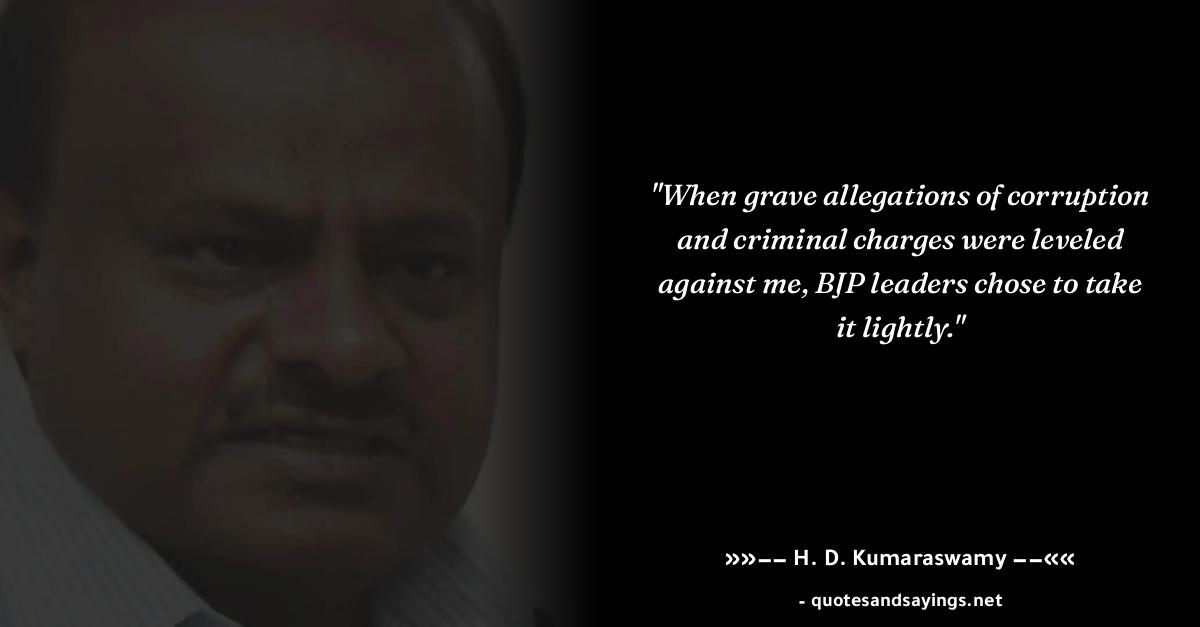 "When grave allegations of corruption
and criminal charges were leveled
against me, BJP leaders chose to take
it lightly."
»»–– H. D. Kumaraswamy ––««
- quotesandsayings.net